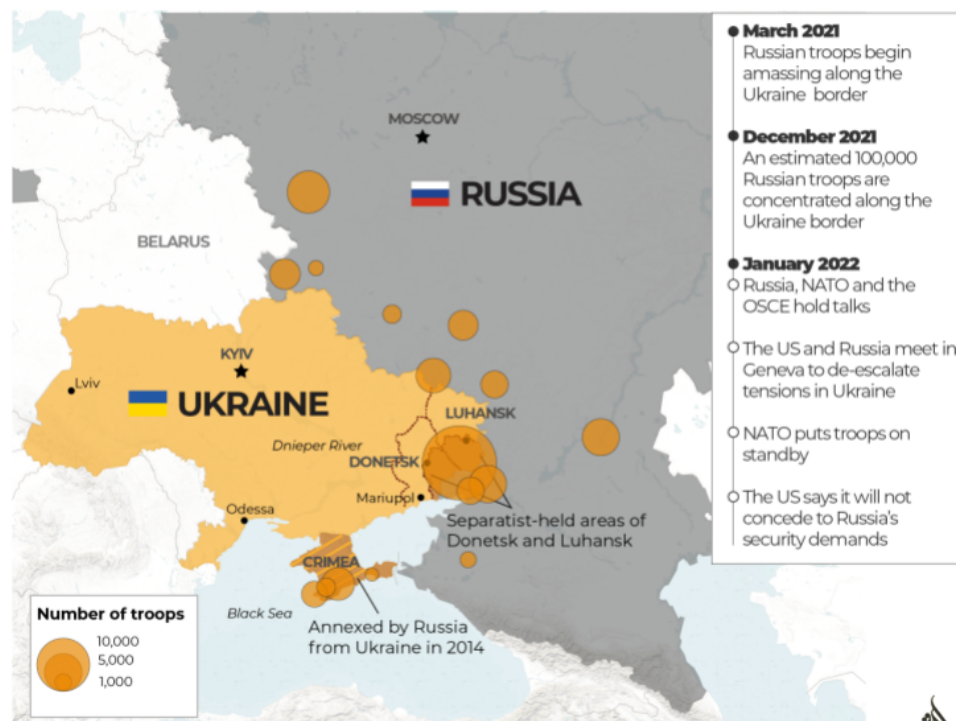 MOSCOW
RUSSIA
BELARUS
KYIV
Lviv
UKRAINE
LUHANSK
Dnieper River
DONETSK
Mariupol
Odessa
Separatist-held areas of
Donetsk and Luhansk
CRIMEA
Black Sea
Annexed by Russia
from Ukraine in 2014
Number of troops
10,000
5,000
1,000
March 2021
Russian troops begin
amassing along the
Ukraine border
December 2021
An estimated 100,000
Russian troops are
concentrated along the
Ukraine border
January 2022
Russia, NATO and the
OSCE hold talks
The US and Russia meet in
Geneva to de-escalate
tensions in Ukraine
NATO puts troops on
standby
The US says it will not
concede to Russia's
security demands